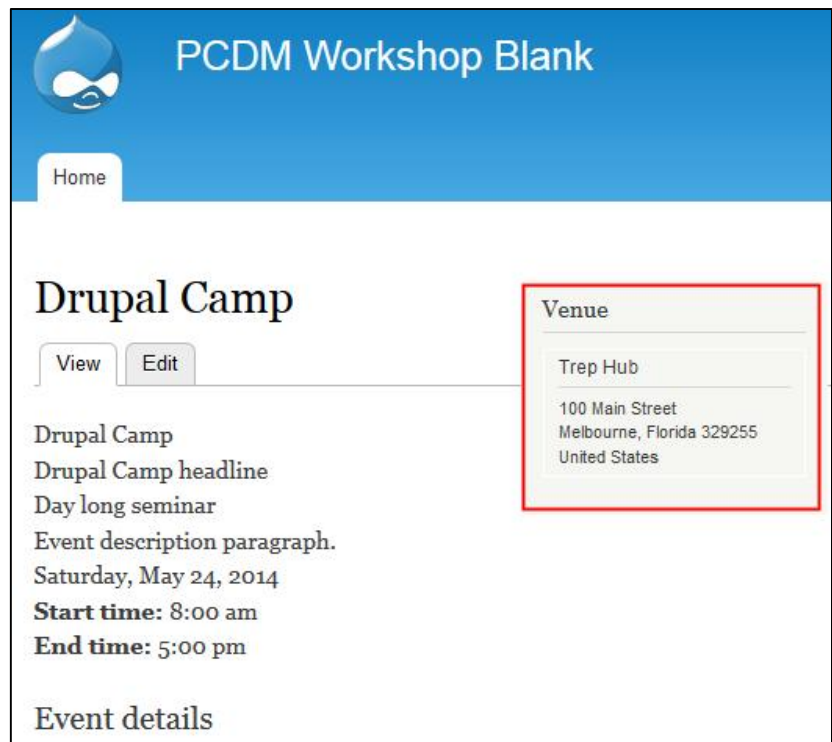 PCDM Workshop Blank
Home
Drupal Camp
View
Edit
Drupal Camp
Drupal Camp headline
Day long seminar
Event description paragraph.
Saturday, May 24, 2014
Start time: 8:00 am
End time: 5:00 pm
Event details
Venue
Trep Hub
100 Main Street
Melbourne, Florida 329255
United States